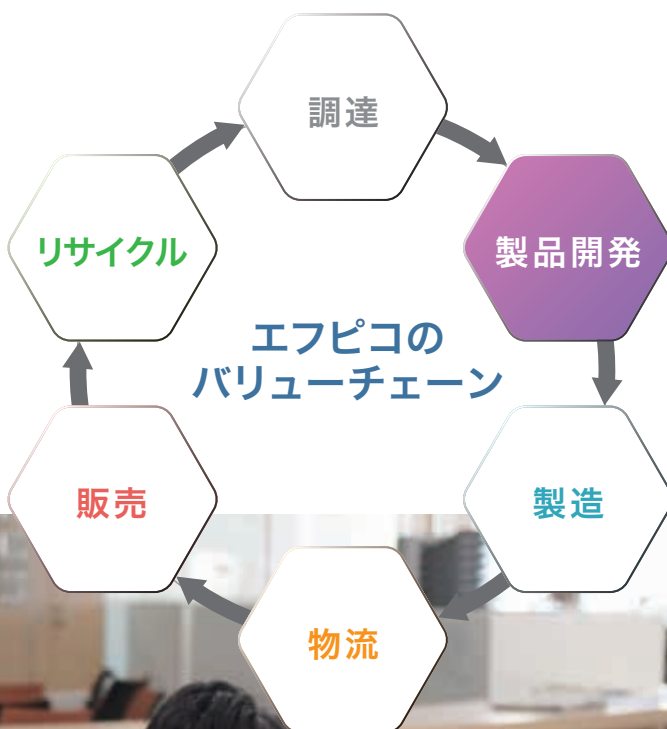 調達
製品開発
リサイクル
エフピコの
バリューチェーン
製造
販売
物流